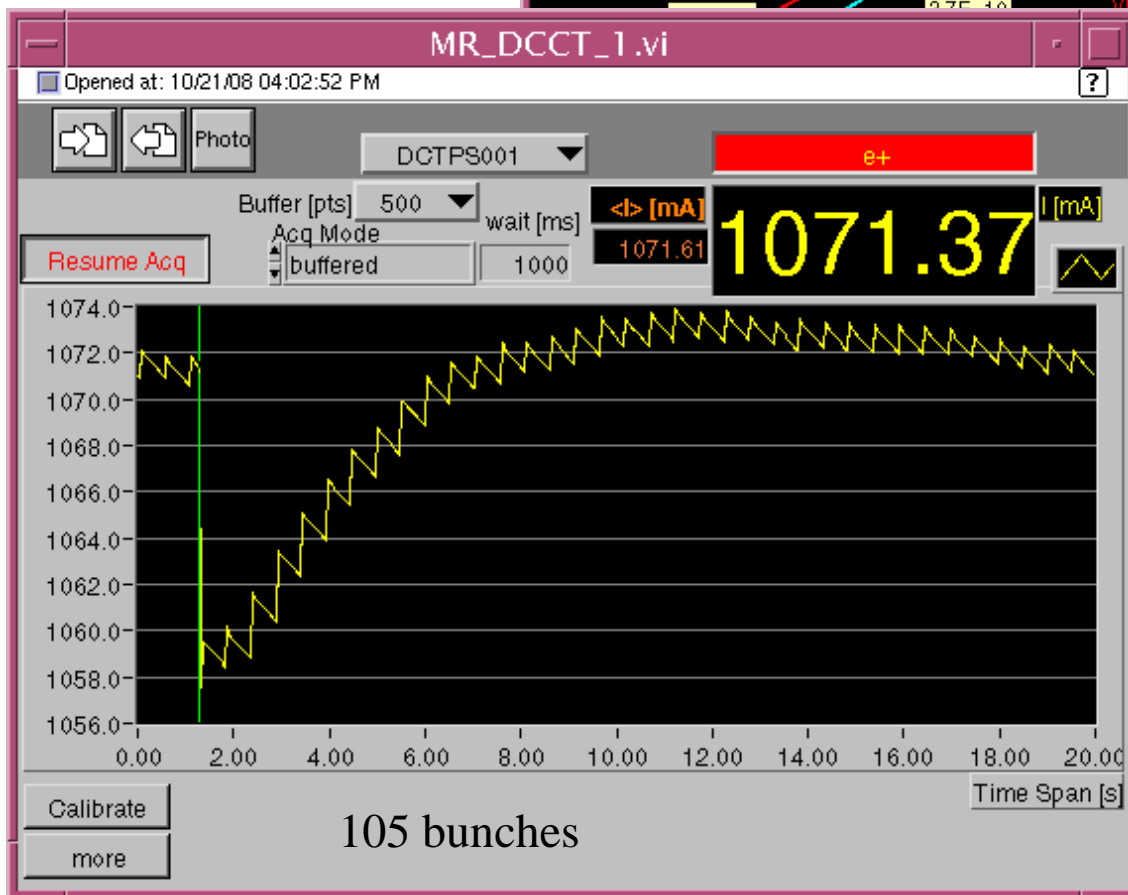 MR_DCCT_1.vi
Opened at: 10/21/08 04:02:52 PM
?
Photo
DCTPS001
e+
Buffer [pts] 500
wait [ms]
<I> [mA]
1071.37
I [mA]
Resume Acq
Acq Mode
buffered
1000
1071.61
1074.0
1072.0
1070.0
1068.0
1066.0
1064.0
1062.0
1060.0
1058.0
1056.0
0.00 2.00 4.00 6.00 8.00 10.00 12.00 14.00 16.00 18.00 20.00
Time Span [s]
Calibrate
105 bunches
more